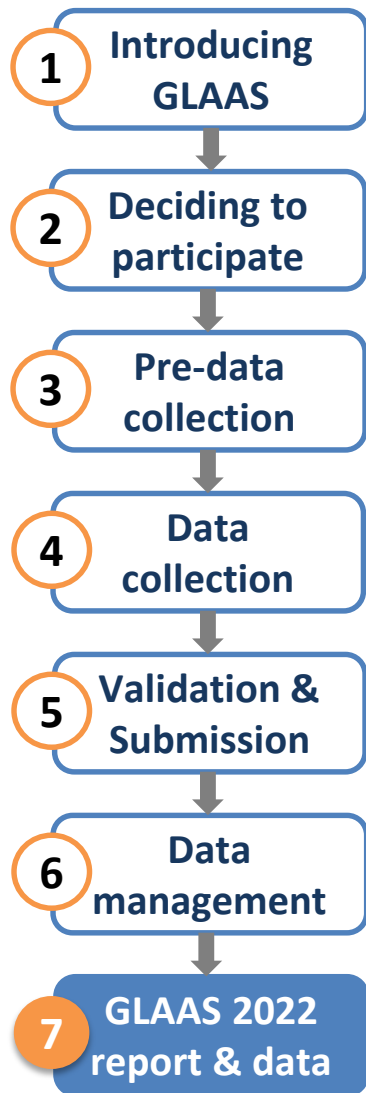 1
Introducing
GLAAS
2
Deciding to
participate
3
Pre-data
collection
4
Data
collection
5
Validation &
Submission
6
Data
management
7
GLAAS 2022
report & data